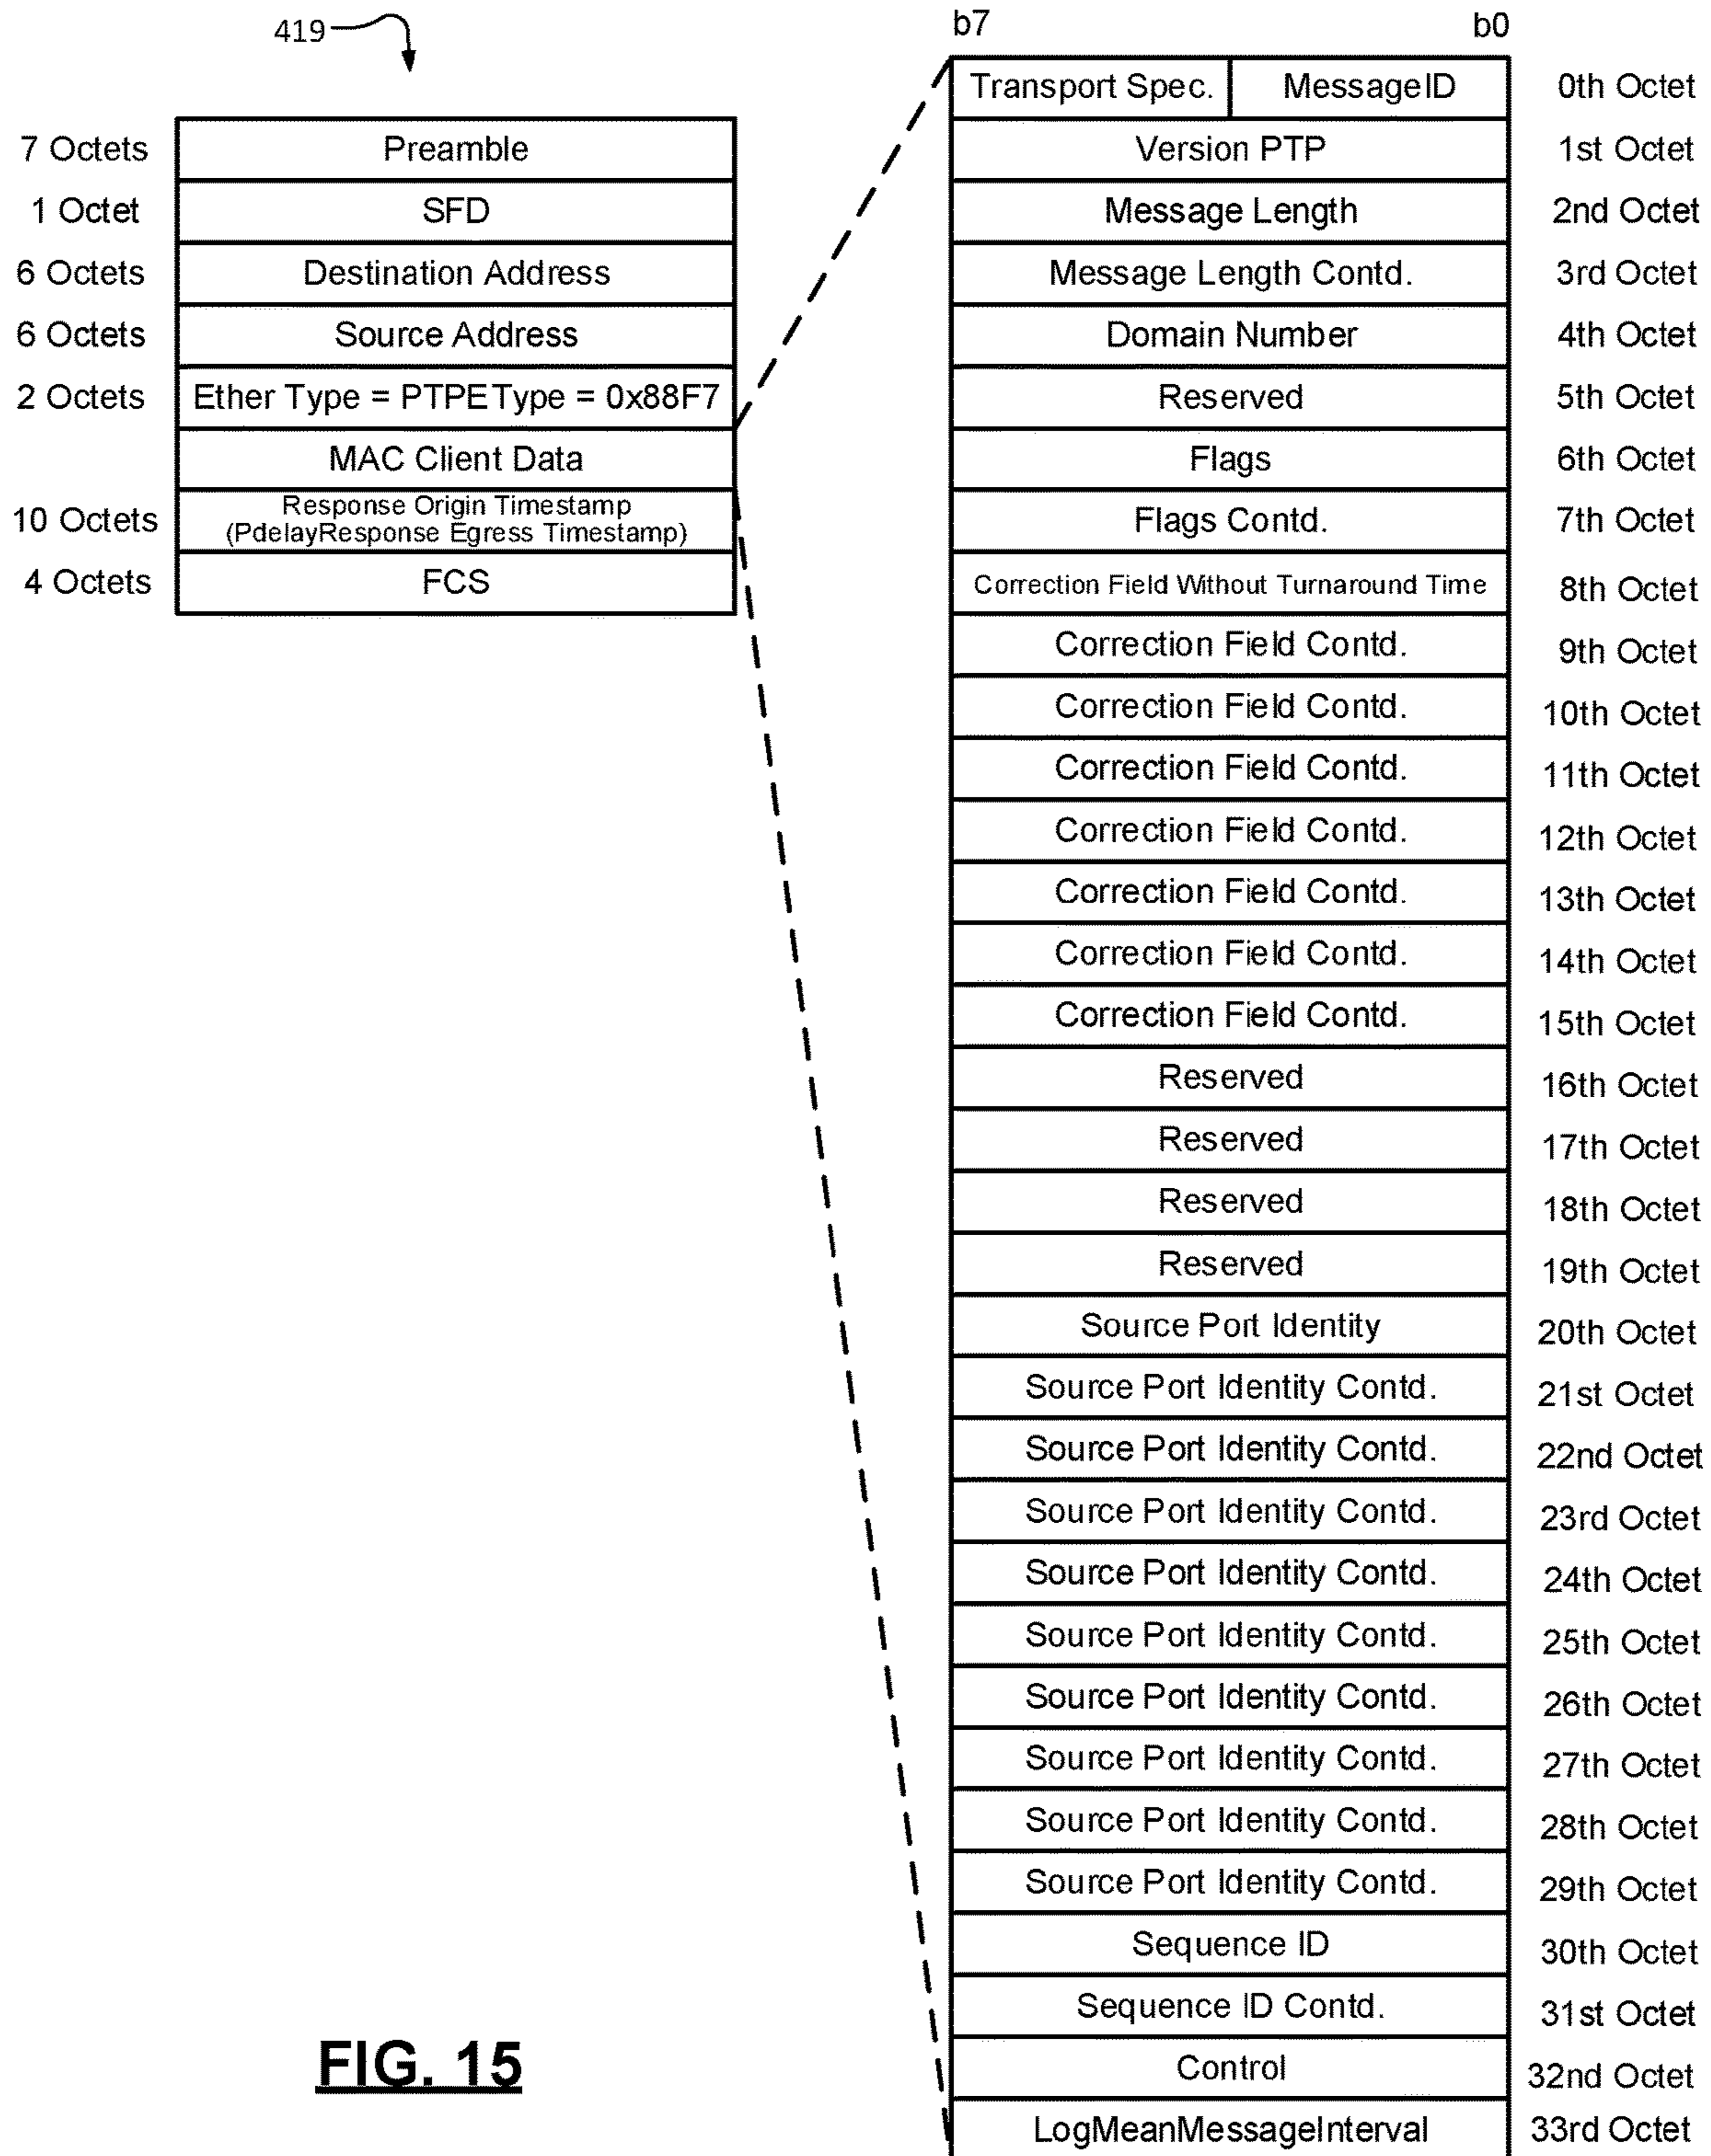 419
7 Octets Preamble
1 Octet SFD
6 Octets Destination Address
6 Octets Source Address
2 Octets Ether Type = PTPEType = 0x88F7
MAC Client Data
10 Octets Response Origin Timestamp
(PdelayResponse Egress Timestamp)
4 Octets FCS
b7 b0
Transport Spec. MessageID 0th Octet
Version PTP 1st Octet
Message Length 2nd Octet
Message Length Contd. 3rd Octet
Domain Number 4th Octet
Reserved 5th Octet
Flags 6th Octet
Flags Contd. 7th Octet
Correction Field Without Turnaround Time 8th Octet
Correction Field Contd. 9th Octet
Correction Field Contd. 10th Octet
Correction Field Contd. 11th Octet
Correction Field Contd. 12th Octet
Correction Field Contd. 13th Octet
Correction Field Contd. 14th Octet
Correction Field Contd. 15th Octet
Reserved 16th Octet
Reserved 17th Octet
Reserved 18th Octet
Reserved 19th Octet
Source Port Identity 20th Octet
Source Port Identity Contd. 21st Octet
Source Port Identity Contd. 22nd Octet
Source Port Identity Contd. 23rd Octet
Source Port Identity Contd. 24th Octet
Source Port Identity Contd. 25th Octet
Source Port Identity Contd. 26th Octet
Source Port Identity Contd. 27th Octet
Source Port Identity Contd. 28th Octet
Source Port Identity Contd. 29th Octet
Sequence ID 30th Octet
Sequence ID Contd. 31st Octet
Control 32nd Octet
LogMeanMessageInterval 33rd Octet
FIG. 15